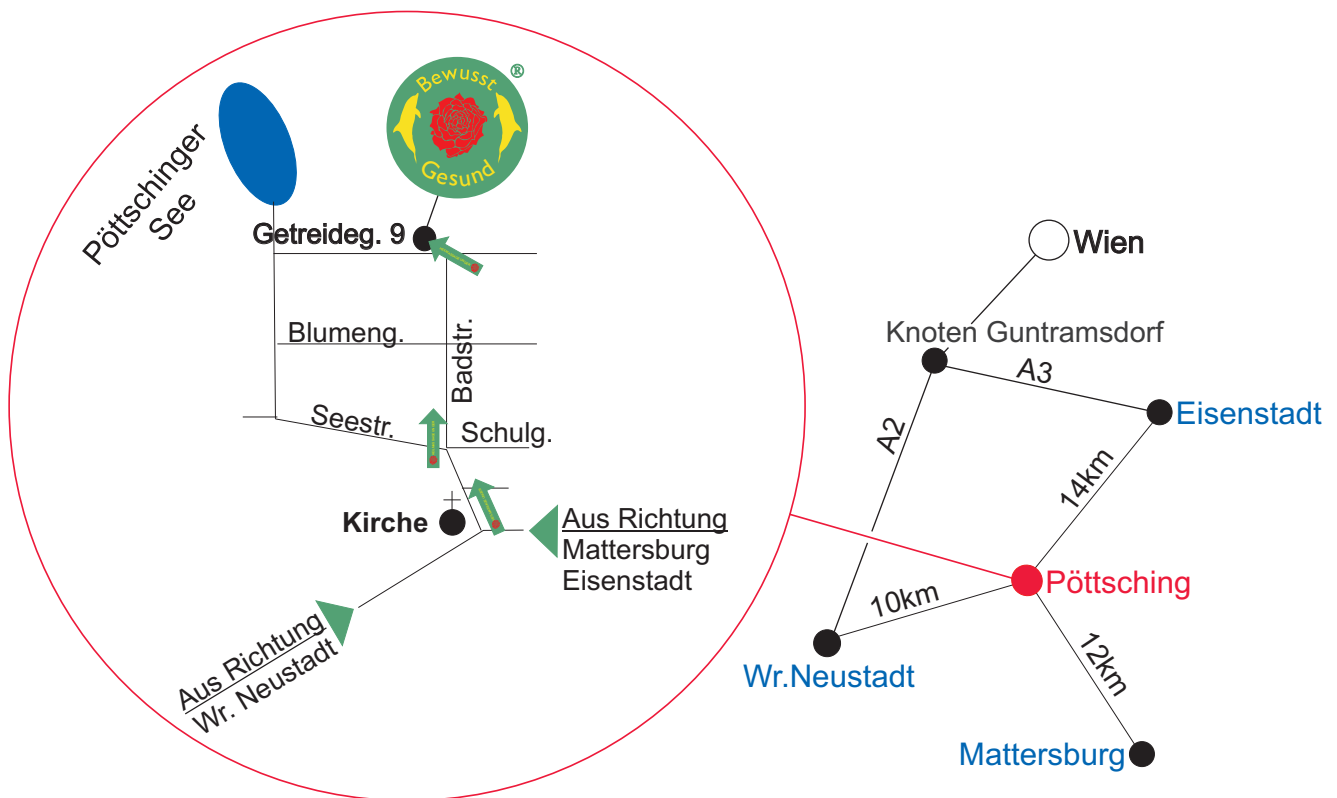 Bewusst
Gesund
®
Pöttschinger
See
Getreideg. 9
Blumeng.
Badstr.
Seestr.
Schulg.
Kirche
Aus Richtung
Mattersburg
Eisenstadt
Aus Richtung
Wr. Neustadt
Wien
Knoten Guntramsdorf
A3
A2
Eisenstadt
14km
Pöttsching
10km
Wr.Neustadt
12km
Mattersburg